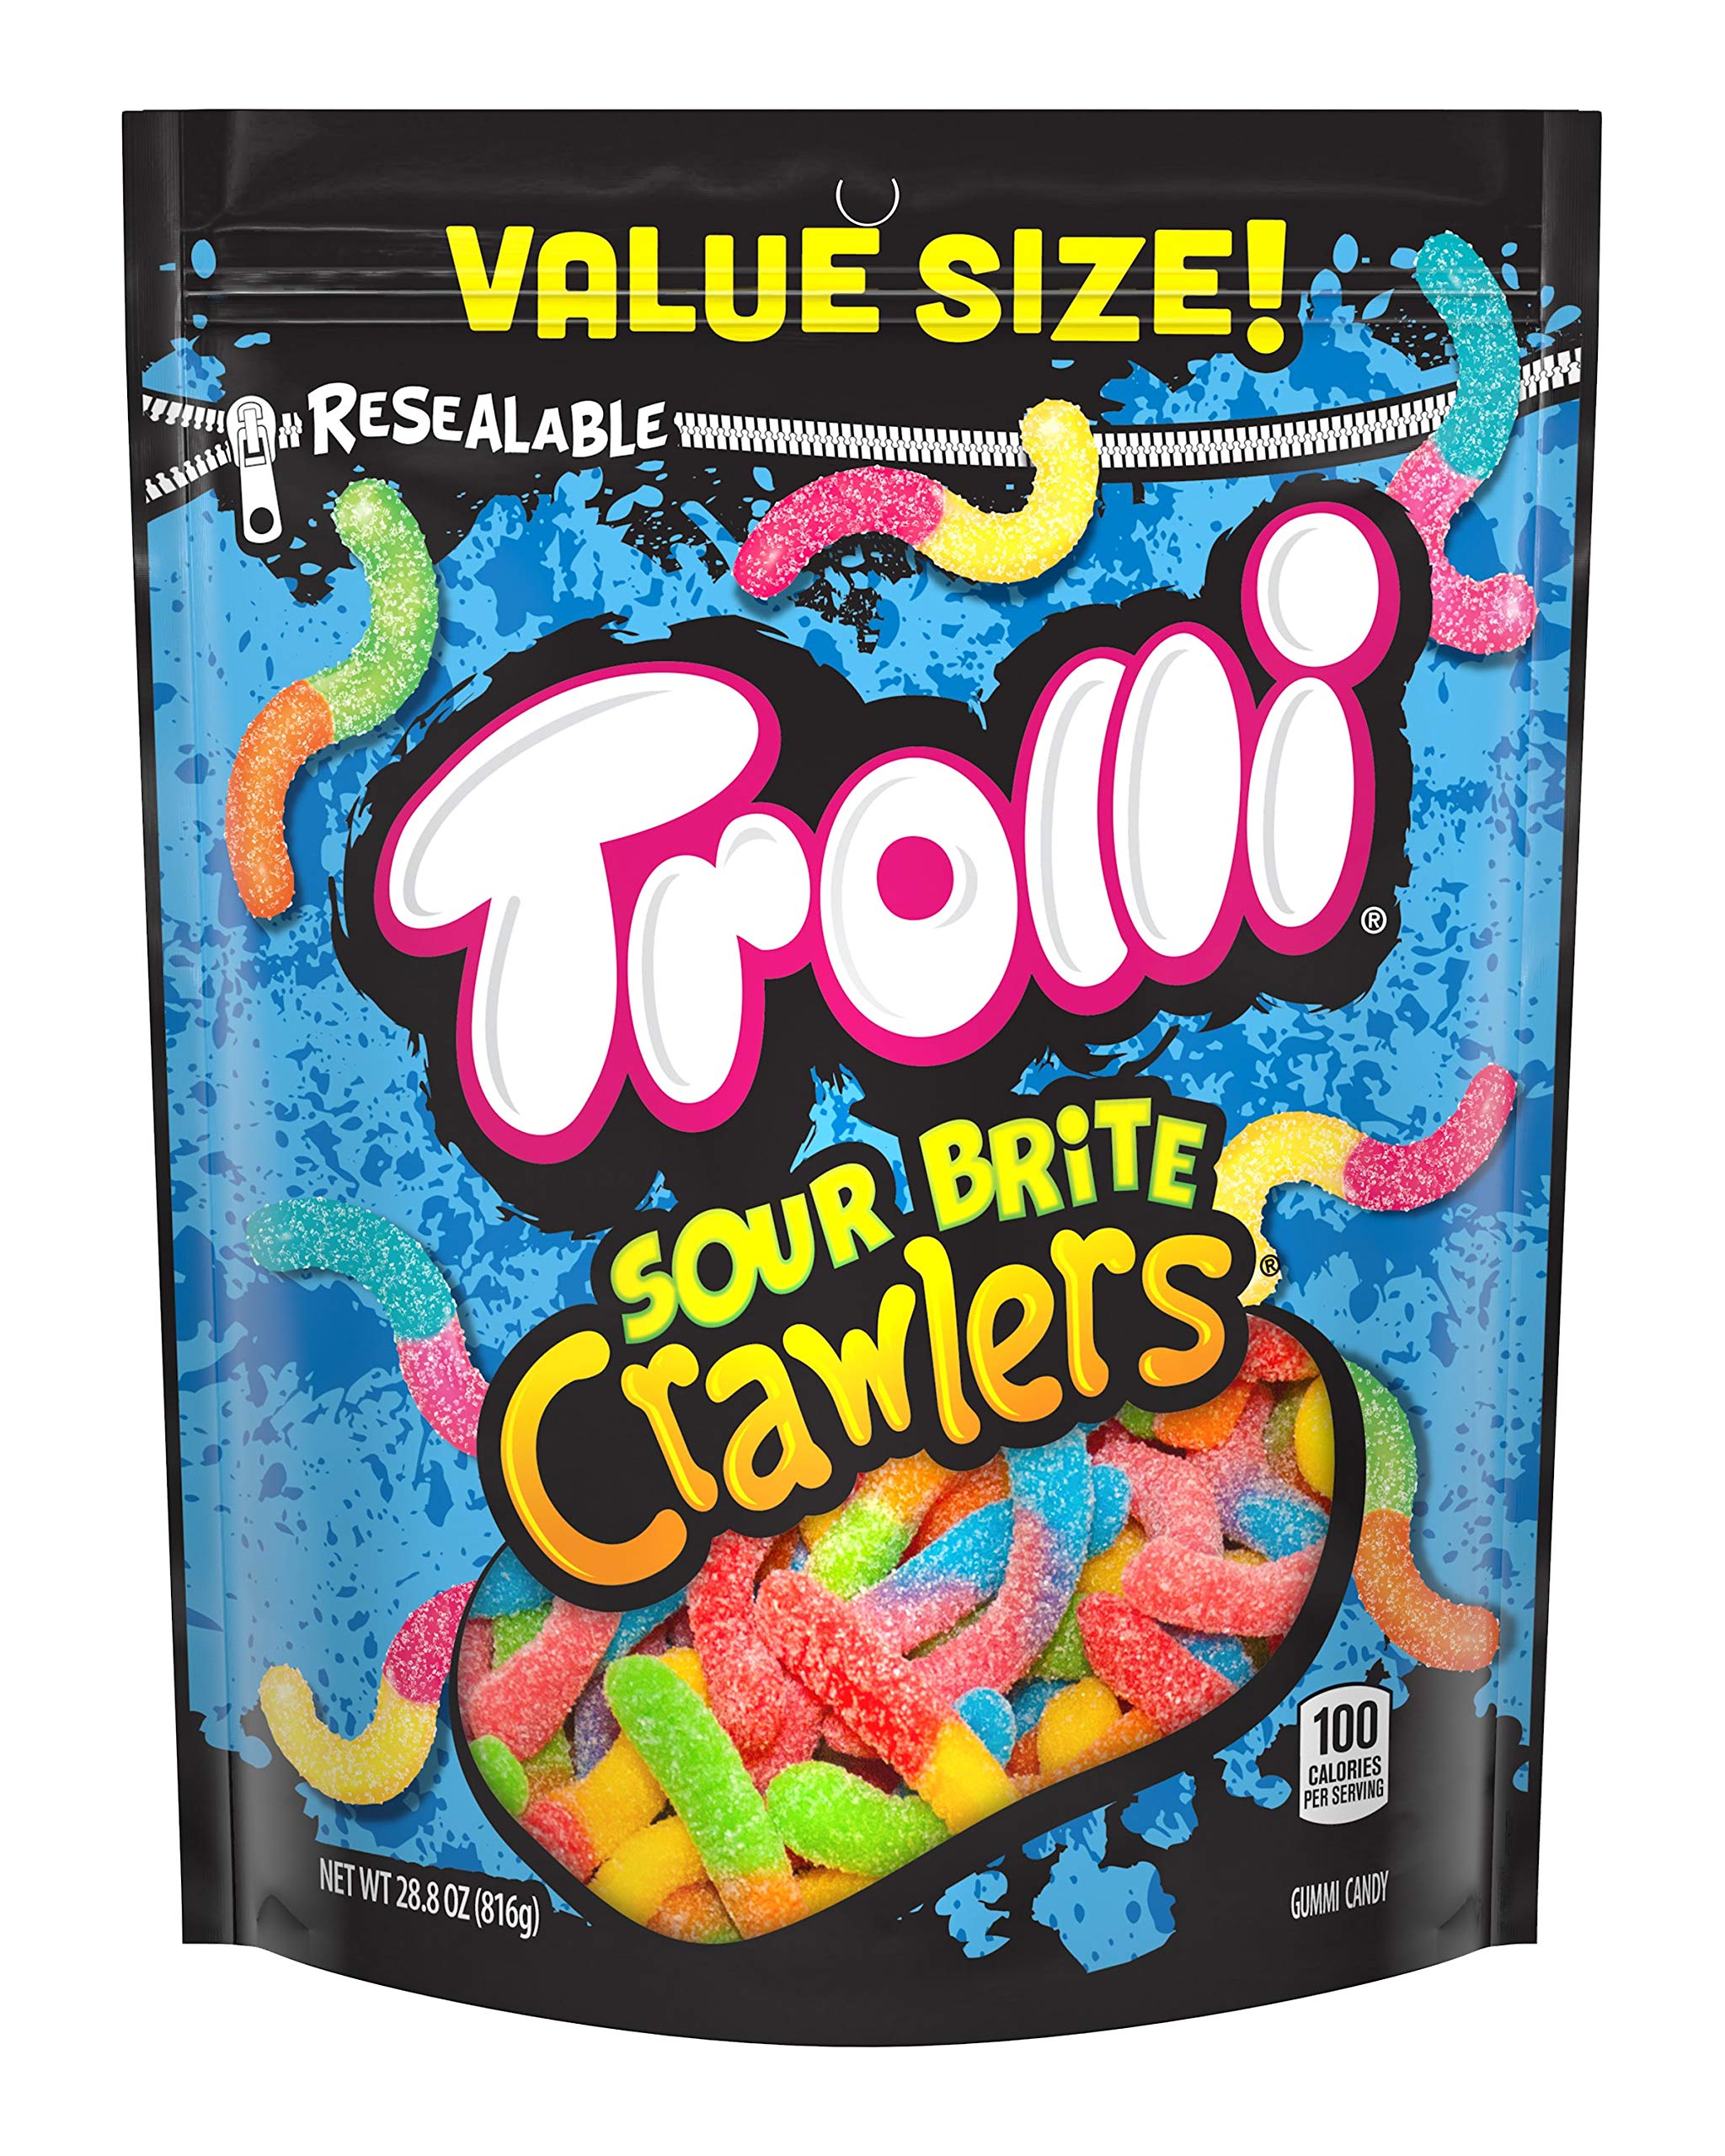 VALUE SIZE!
RESEALABLE
Trolli®
SOUR BRiTE
Crawlers®
100
CALORIES
PER SERVING
NET WT 28.8 OZ (816g)
GUMMI CANDY